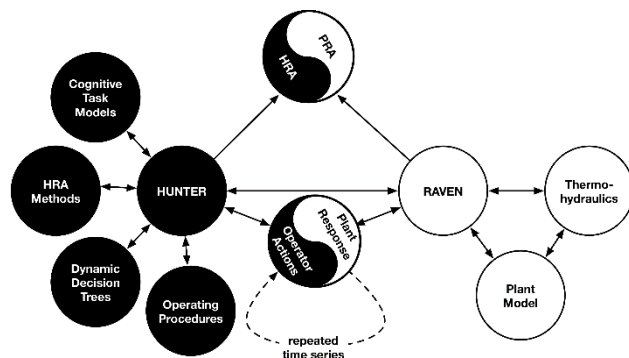 PRA
HRA
Cognitive
Task
Models
HRA
Methods
HUNTER
RAVEN
Thermo-
hydraulics
Plant
Response
Operator
Actions
Dynamic
Decision
Trees
Operating
Procedures
Plant
Model
repeated
time series